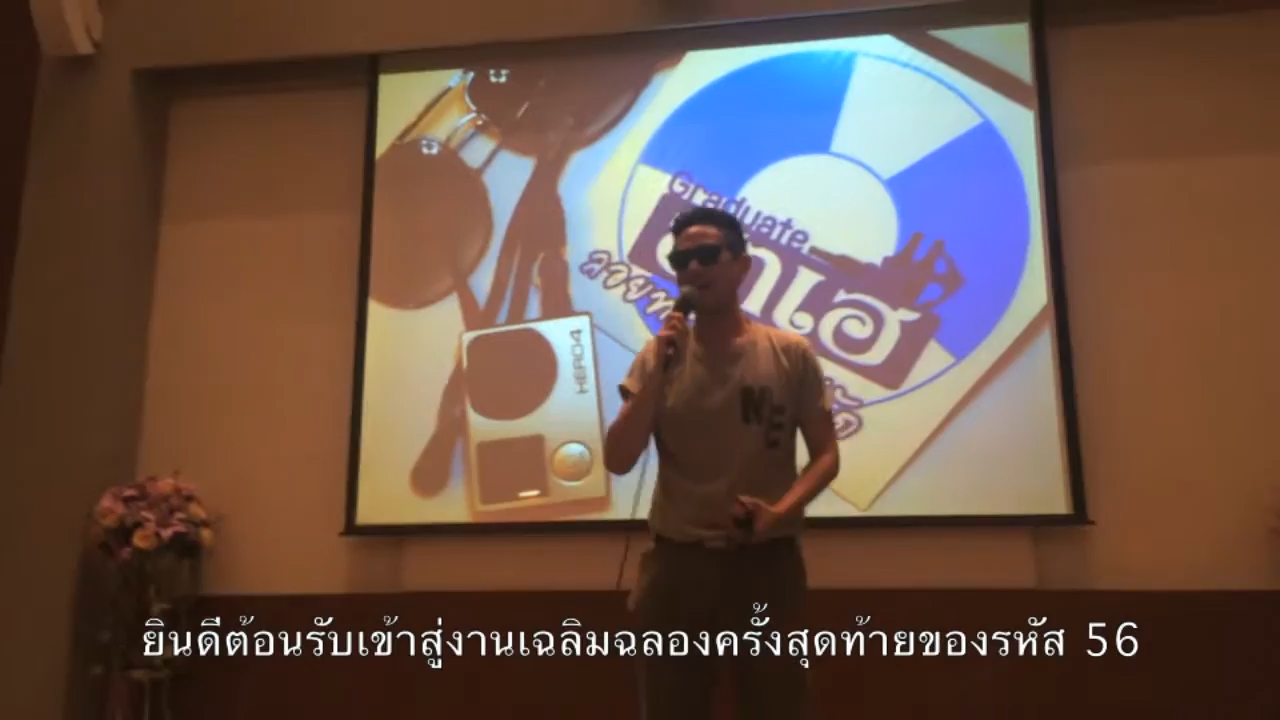 Graduate
HERO4
NE
ยินดีต้อนรับเข้าสู่งานเฉลิมฉลองครั้งสุดท้ายของรหัส 56